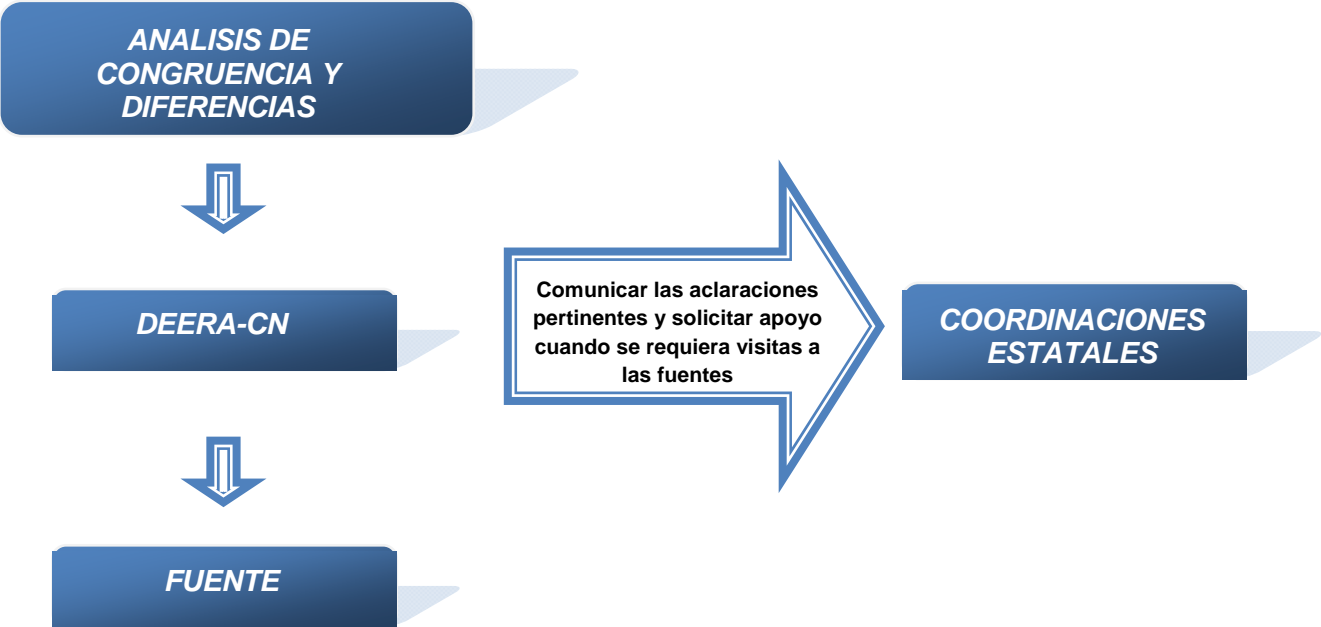 ANALISIS DE
CONGRUENCIA Y
DIFERENCIAS
DEERA-CN
Comunicar las aclaraciones
pertinentes y solicitar apoyo
cuando se requiera visitas a
las fuentes
COORDINACIONES
ESTATALES
FUENTE